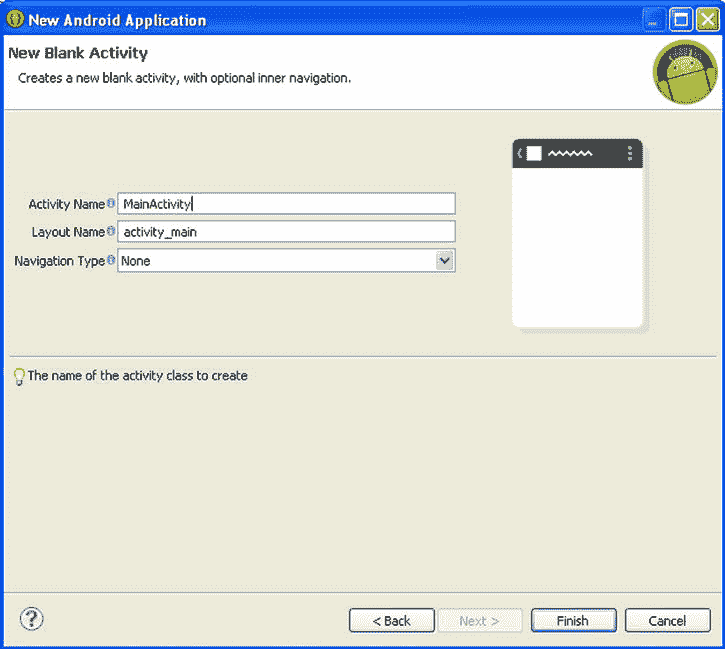 New Android Application
New Blank Activity
Creates a new blank activity, with optional inner navigation.
Activity Name MainActivity
Layout Name activity_main
Navigation Type None
The name of the activity class to create
?
< Back
Next >
Finish
Cancel